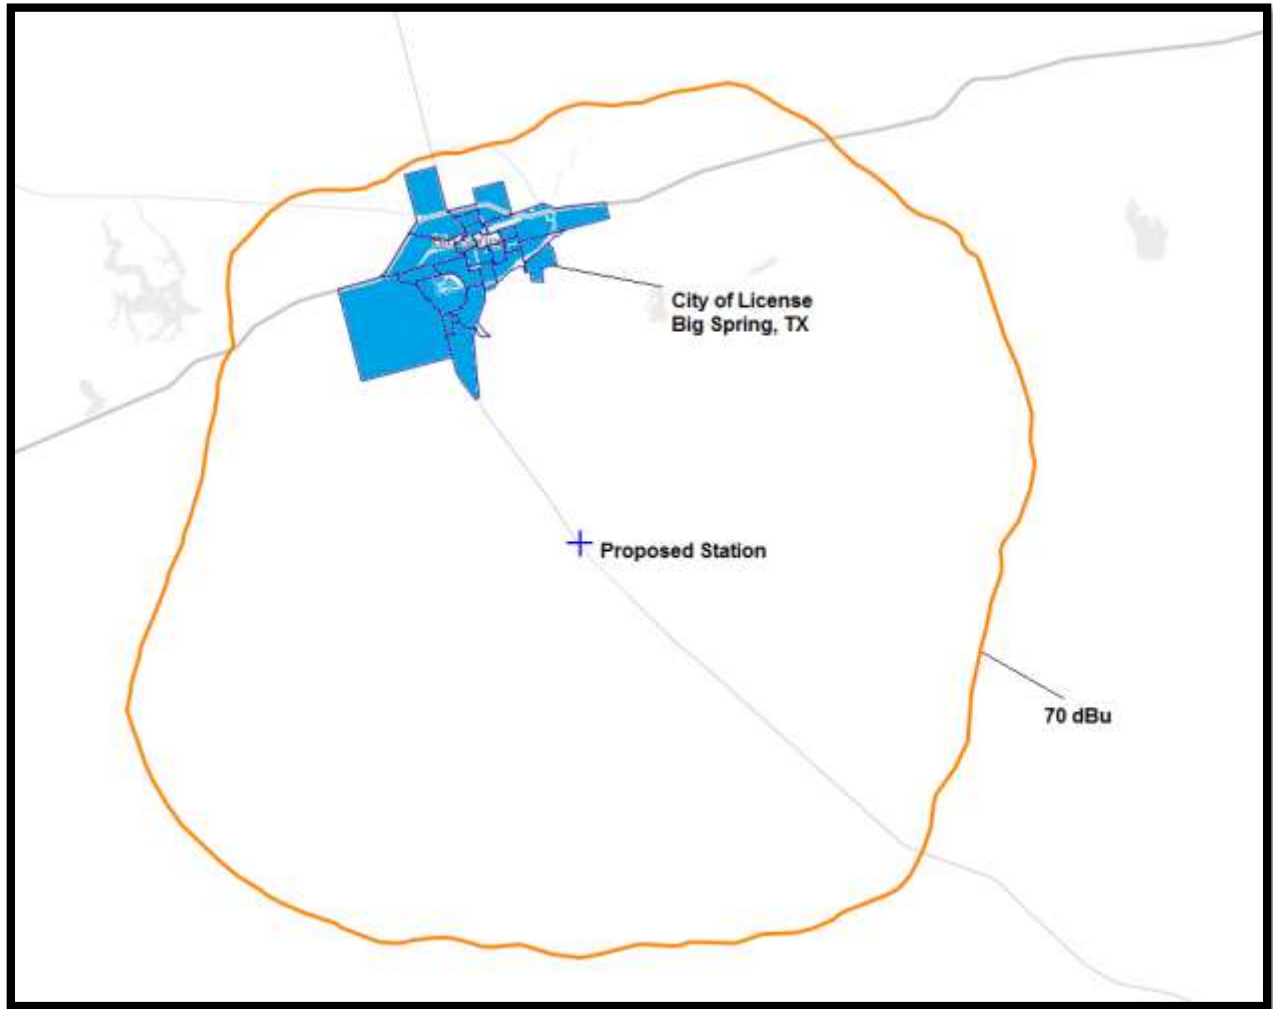 City of License
Big Spring, TX
Proposed Station
70 dBu